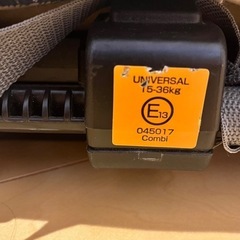 UNIVERSAL
15-36kg
E13
045017
Combi